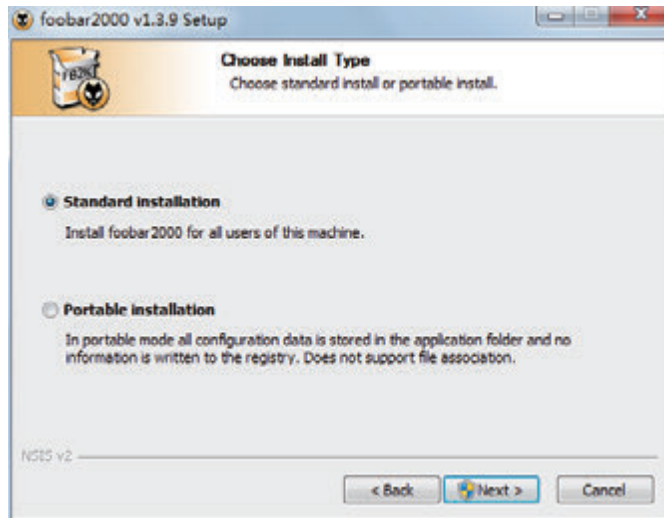 foobar2000 v1.3.9 Setup
Choose Install Type
Choose standard install or portable install.
FB2K
Standard installation
Install foobar2000 for all users of this machine.
Portable installation
In portable mode all configuration data is stored in the application folder and no
information is written to the registry. Does not support file association.
NSIS v2
< Back
Next >
Cancel